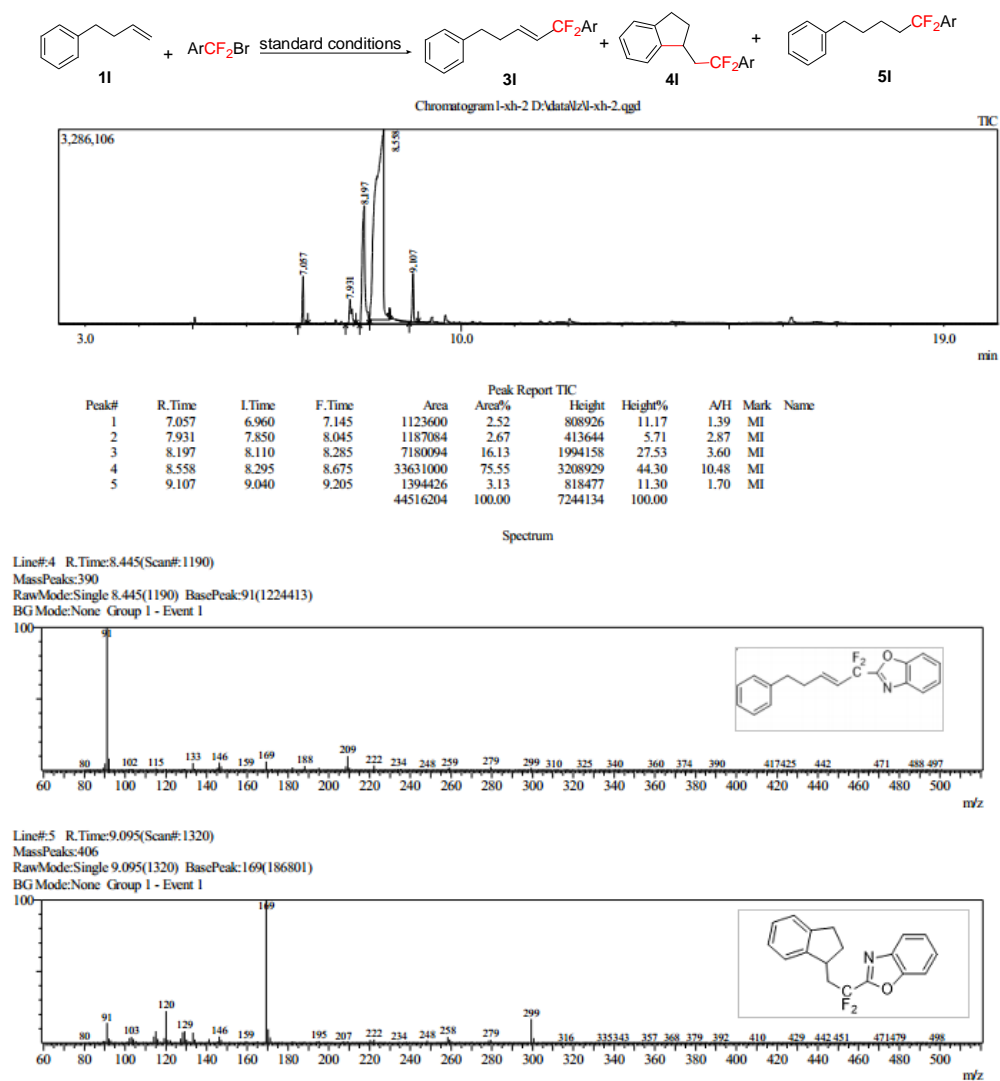 1l + ArCF2Br standard conditions 3l CF2Ar + 4l CF2Ar + 5l CF2Ar
Chromatogram l-xh-2 D:\data\lz\l-xh-2.qgd
TIC
3,286,106
7.057 7.931 8.197 8.558 9.107
3.0 10.0 19.0
min
Peak Report TIC
Peak# R.Time I.Time F.Time Area Area% Height Height% A/H Mark Name
1 7.057 6.960 7.145 1123600 2.52 808926 11.17 1.39 MI
2 7.931 7.850 8.045 1187084 2.67 413644 5.71 2.87 MI
3 8.197 8.110 8.285 7180094 16.13 1994158 27.53 3.60 MI
4 8.558 8.295 8.675 33631000 75.55 3208929 44.30 10.48 MI
5 9.107 9.040 9.205 1394426 3.13 818477 11.30 1.70 MI
44516204 100.00 7244134 100.00
Spectrum
Line#:4 R.Time:8.445(Scan#:1190)
MassPeaks:390
RawMode:Single 8.445(1190) BasePeak:91(1224413)
BG Mode:None Group 1 - Event 1
100
91
F2 C O N
80 102 115 133 146 159 169 188 209 222 234 248 259 279 299 310 325 340 360 374 390 417 425 442 471 488 497
60 80 100 120 140 160 180 200 220 240 260 280 300 320 340 360 380 400 420 440 460 480 500
m/z
Line#:5 R.Time:9.095(Scan#:1320)
MassPeaks:406
RawMode:Single 9.095(1320) BasePeak:169(186801)
BG Mode:None Group 1 - Event 1
100
169
N C F2 O
80 91 103 120 129 146 159 195 207 222 234 248 258 279 299 316 335 343 357 368 379 392 410 429 442 451 471 479 498
60 80 100 120 140 160 180 200 220 240 260 280 300 320 340 360 380 400 420 440 460 480 500
m/z